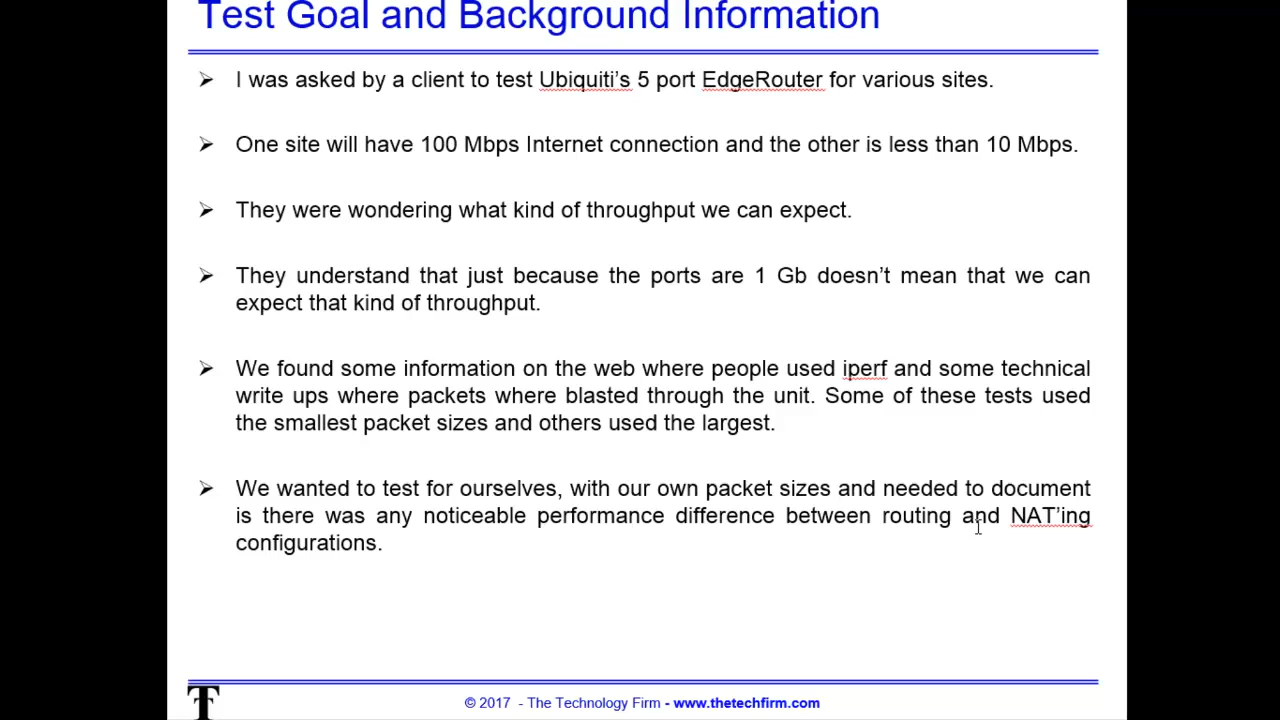 Test Goal and Background Information
➢ I was asked by a client to test Ubiquiti's 5 port EdgeRouter for various sites.
➢ One site will have 100 Mbps Internet connection and the other is less than 10 Mbps.
➢ They were wondering what kind of throughput we can expect.
➢ They understand that just because the ports are 1 Gb doesn't mean that we can
expect that kind of throughput.
➢ We found some information on the web where people used iperf and some technical
write ups where packets where blasted through the unit. Some of these tests used
the smallest packet sizes and others used the largest.
➢ We wanted to test for ourselves, with our own packet sizes and needed to document
is there was any noticeable performance difference between routing and NAT'ing
configurations.
T
© 2017 - The Technology Firm - www.thetechfirm.com